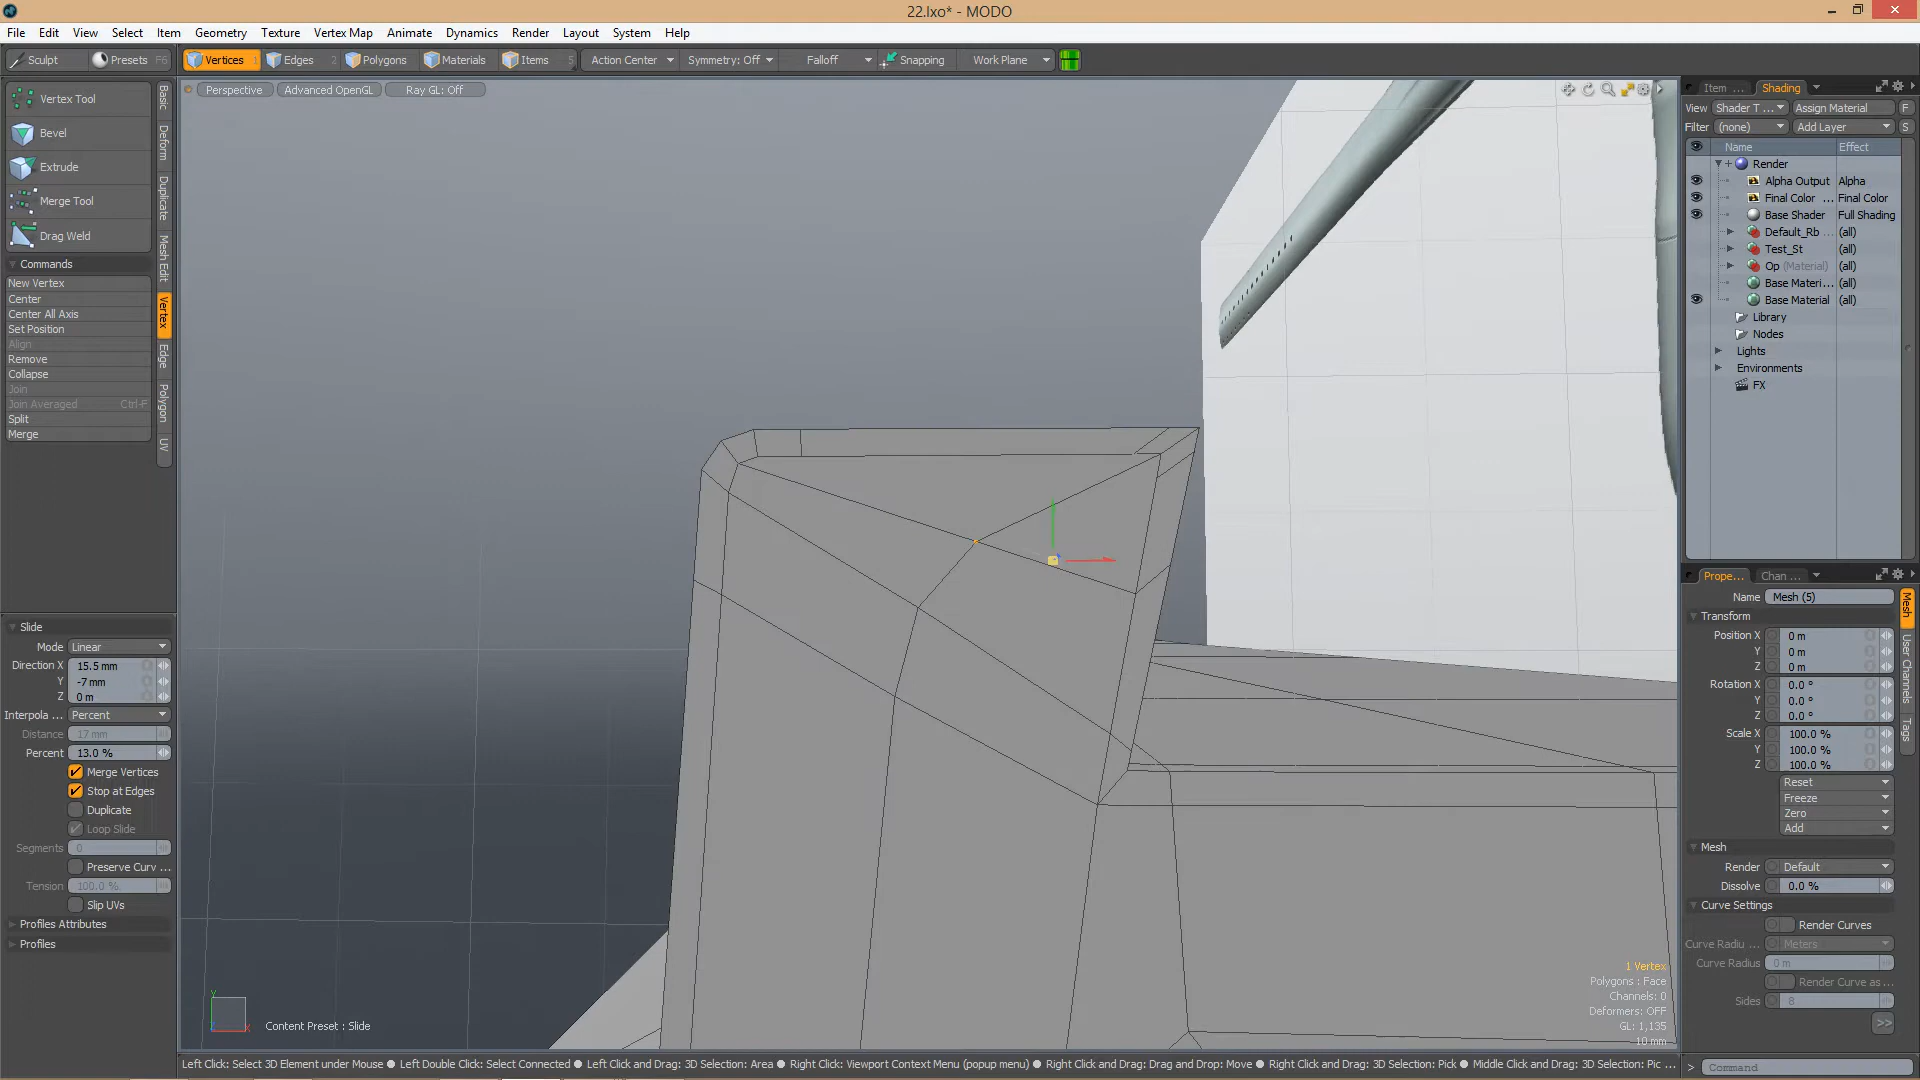 22.lxo* - MODO
File Edit View Select Item Geometry Texture Vertex Map Animate Dynamics Render Layout System Help
Sculpt Presets F6 Vertices 1 Edges 2 Polygons Materials Items 5 Action Center Symmetry: Off Falloff Snapping Work Plane
Perspective Advanced OpenGL Ray GL: Off
Vertex Tool
Bevel
Extrude
Merge Tool
Drag Weld
Commands
New Vertex
Center
Center All Axis
Set Position
Align
Remove
Collapse
Join
Join Averaged Ctrl-F
Split
Merge
Basic
Deform
Duplicate
Mesh Edit
Vertex
Edge
Polygon
UV
Slide
Mode Linear
Direction X 15.5 mm
Y -7 mm
Z 0 m
Interpola ... Percent
Distance 17 mm
Percent 13.0 %
Merge Vertices
Stop at Edges
Duplicate
Loop Slide
Segments 0
Preserve Curv ...
Tension 100.0 %
Slip UVs
Profiles Attributes
Profiles
Y
X
Content Preset : Slide
1 Vertex
Polygons : Face
Channels: 0
Deformers: OFF
GL: 1,135
10 mm
Left Click: Select 3D Element under Mouse ● Left Double Click: Select Connected ● Left Click and Drag: 3D Selection: Area ● Right Click: Viewport Context Menu (popup menu) ● Right Click and Drag: Drag and Drop: Move ● Right Click and Drag: 3D Selection: Pick ● Middle Click and Drag: 3D Selection: Pic ...
Item ... Shading
View Shader T ... Assign Material F
Filter (none) Add Layer S
Name Effect
Render
Alpha Output Alpha
Final Color ... Final Color
Base Shader Full Shading
Default_Rb ... (all)
Test_St (all)
Op (Material) (all)
Base Materi... (all)
Base Material (all)
Library
Nodes
Lights
Environments
FX
Prope... Chan ...
Name Mesh (5)
Transform
Position X 0 m
Y 0 m
Z 0 m
Rotation X 0.0 °
Y 0.0 °
Z 0.0 °
Scale X 100.0 %
Y 100.0 %
Z 100.0 %
Reset
Freeze
Zero
Add
Mesh
Render Default
Dissolve 0.0 %
Curve Settings
Render Curves
Curve Radiu ... Meters
Curve Radius 0 m
Render Curve as ...
Sides 8
>>
Mesh
User Channels
Tags
> Command